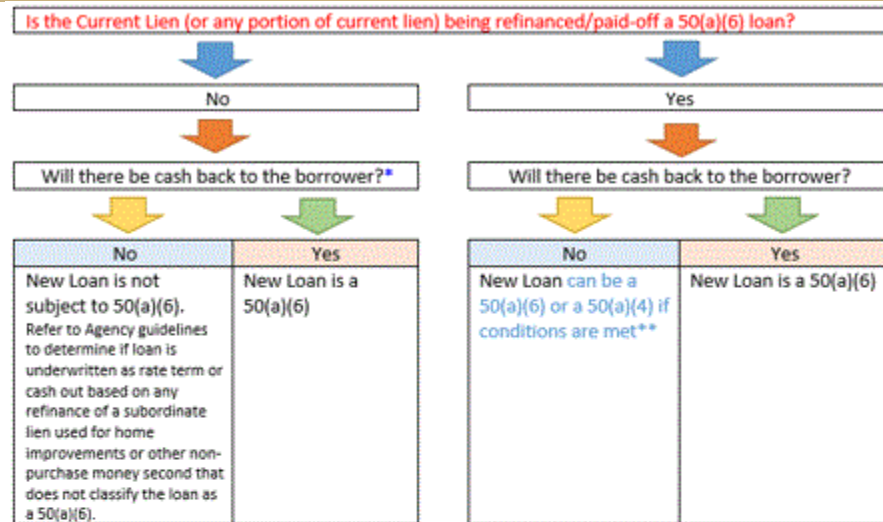 Is the Current Lien (or any portion of current lien) being refinanced/paid-off a 50(a)(6) loan?
No
Yes
Will there be cash back to the borrower?*
Will there be cash back to the borrower?
No
Yes
No
Yes
New Loan is not
subject to 50(a)(6).
Refer to Agency guidelines
to determine if loan is
underwritten as rate term or
cash out based on any
refinance of a subordinate
lien used for home
improvements or other non-
purchase money second that
does not classify the loan as
a 50(a)(6).
New Loan is a
50(a)(6)
New Loan can be a
50(a)(6) or a 50(a)(4) if
conditions are met**
New Loan is a 50(a)(6)